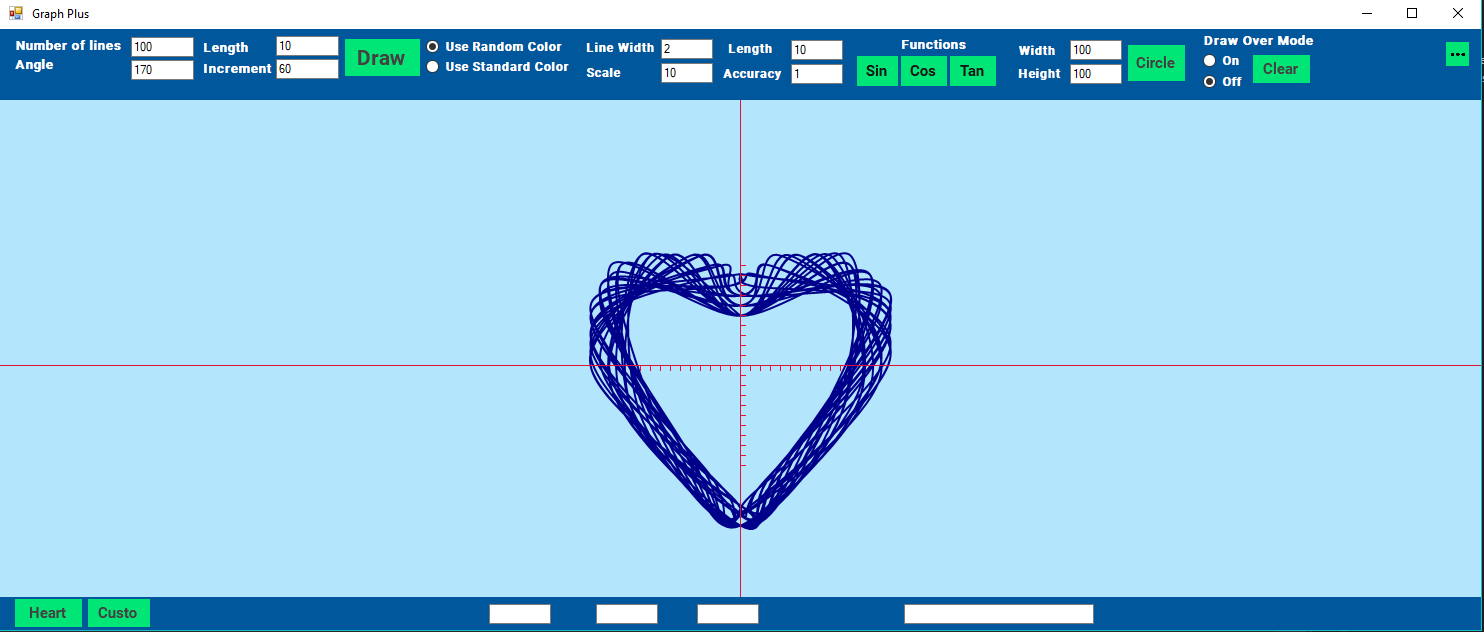 Graph Plus
Number of lines 100 Length 10 Draw Use Random Color Line Width 2 Length 10 Functions Width 100 Circle Draw Over Mode ...
Angle 170 Increment 60 Use Standard Color Scale 10 Accuracy 1 Sin Cos Tan Height 100 On Clear
Off
Heart Custo